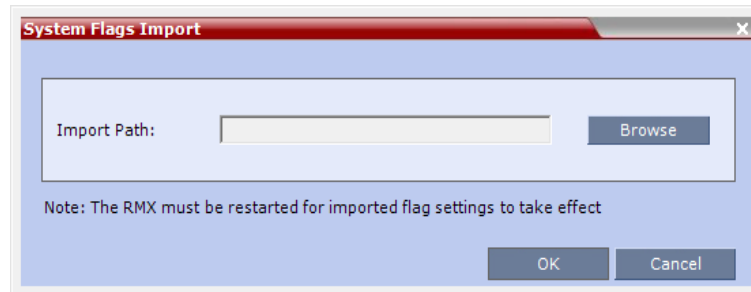 System Flags Import
x
Import Path:
Browse
Note: The RMX must be restarted for imported flag settings to take effect
OK
Cancel